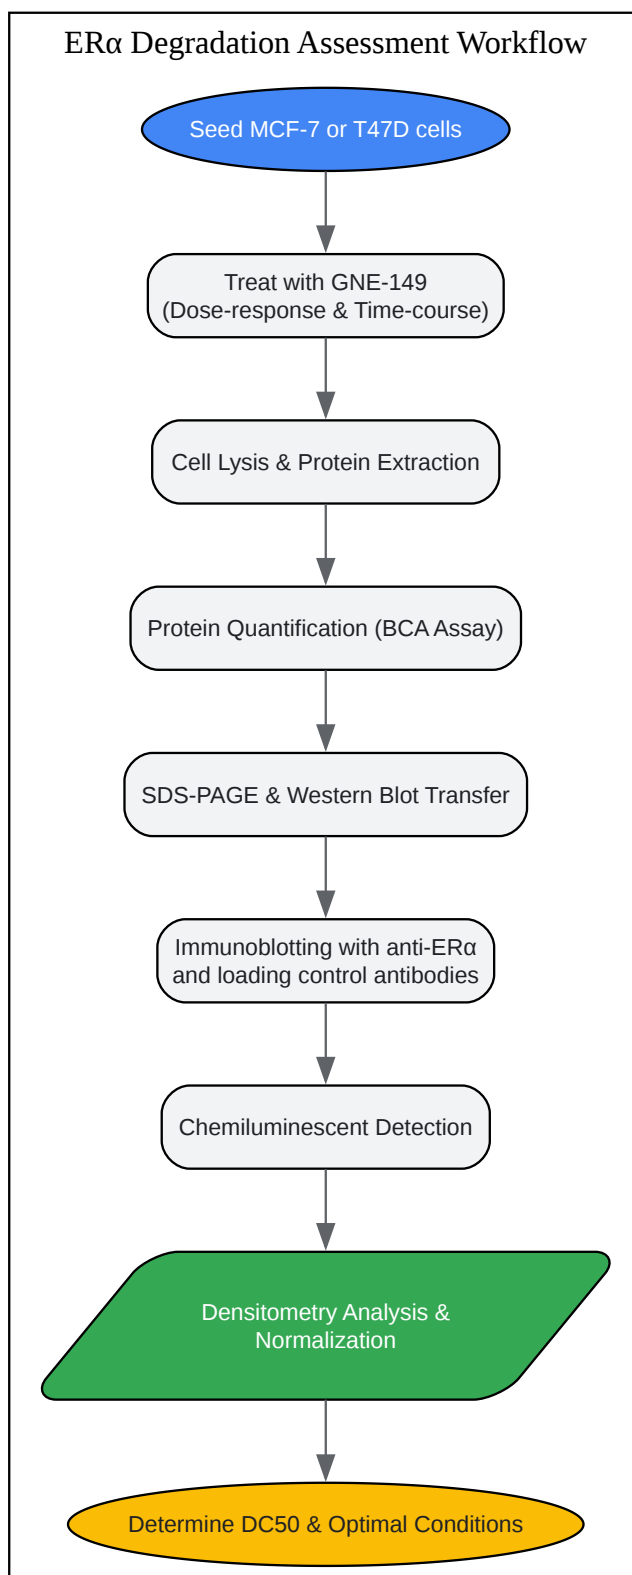 ERα Degradation Assessment Workflow
Seed MCF-7 or T47D cells
Treat with GNE-149
(Dose-response & Time-course)
Cell Lysis & Protein Extraction
Protein Quantification (BCA Assay)
SDS-PAGE & Western Blot Transfer
Immunoblotting with anti-ERα
and loading control antibodies
Chemiluminescent Detection
Densitometry Analysis &
Normalization
Determine DC50 & Optimal Conditions